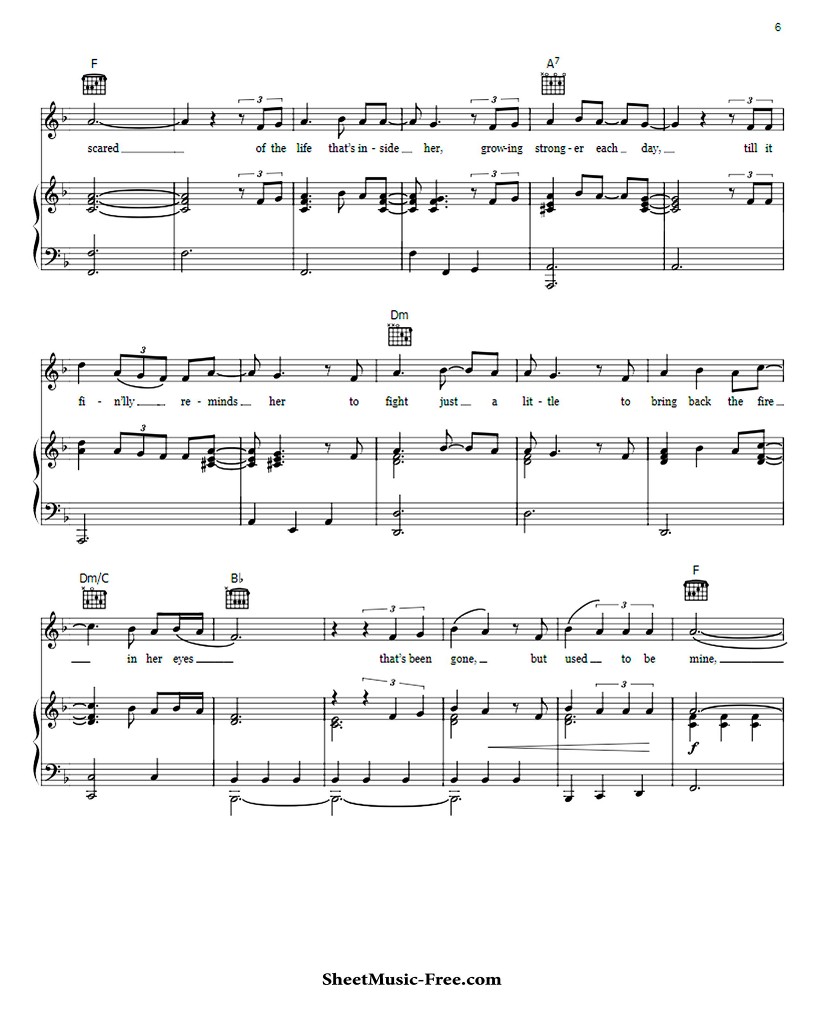 6
F A7
3 3 3 3
scared of the life that's in - side her, grow-ing strong - er each day, till it
3 3 3
Dm
3
fi - n'lly re - minds her to fight just a lit - tle to bring back the fire
3
Dm/C B♭ F
3 3
in her eyes that's been gone, but used to be mine,
3 3
f
SheetMusic-Free.com